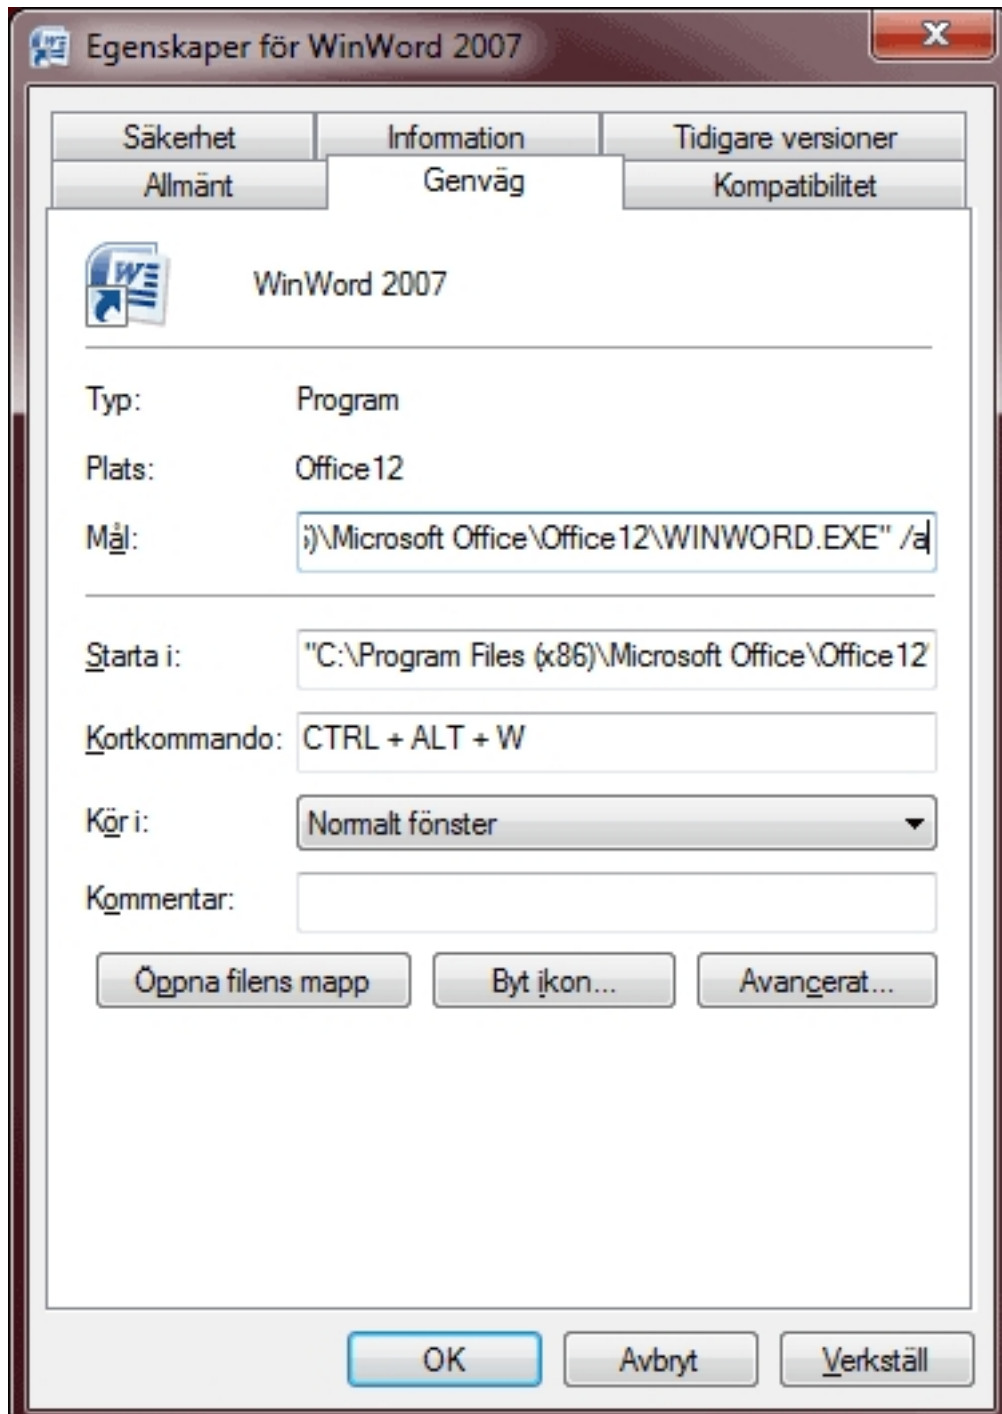 Egenskaper för WinWord 2007
Säkerhet Information Tidigare versioner
Allmänt Genväg Kompatibilitet
WinWord 2007
Typ: Program
Plats: Office12
Mål: )\Microsoft Office\Office12\WINWORD.EXE" /a
Starta i: "C:\Program Files (x86)\Microsoft Office\Office12"
Kortkommando: CTRL + ALT + W
Kör i: Normalt fönster
Kommentar:
Öppna filens mapp Byt ikon... Avancerat...
OK Avbryt Verkställ